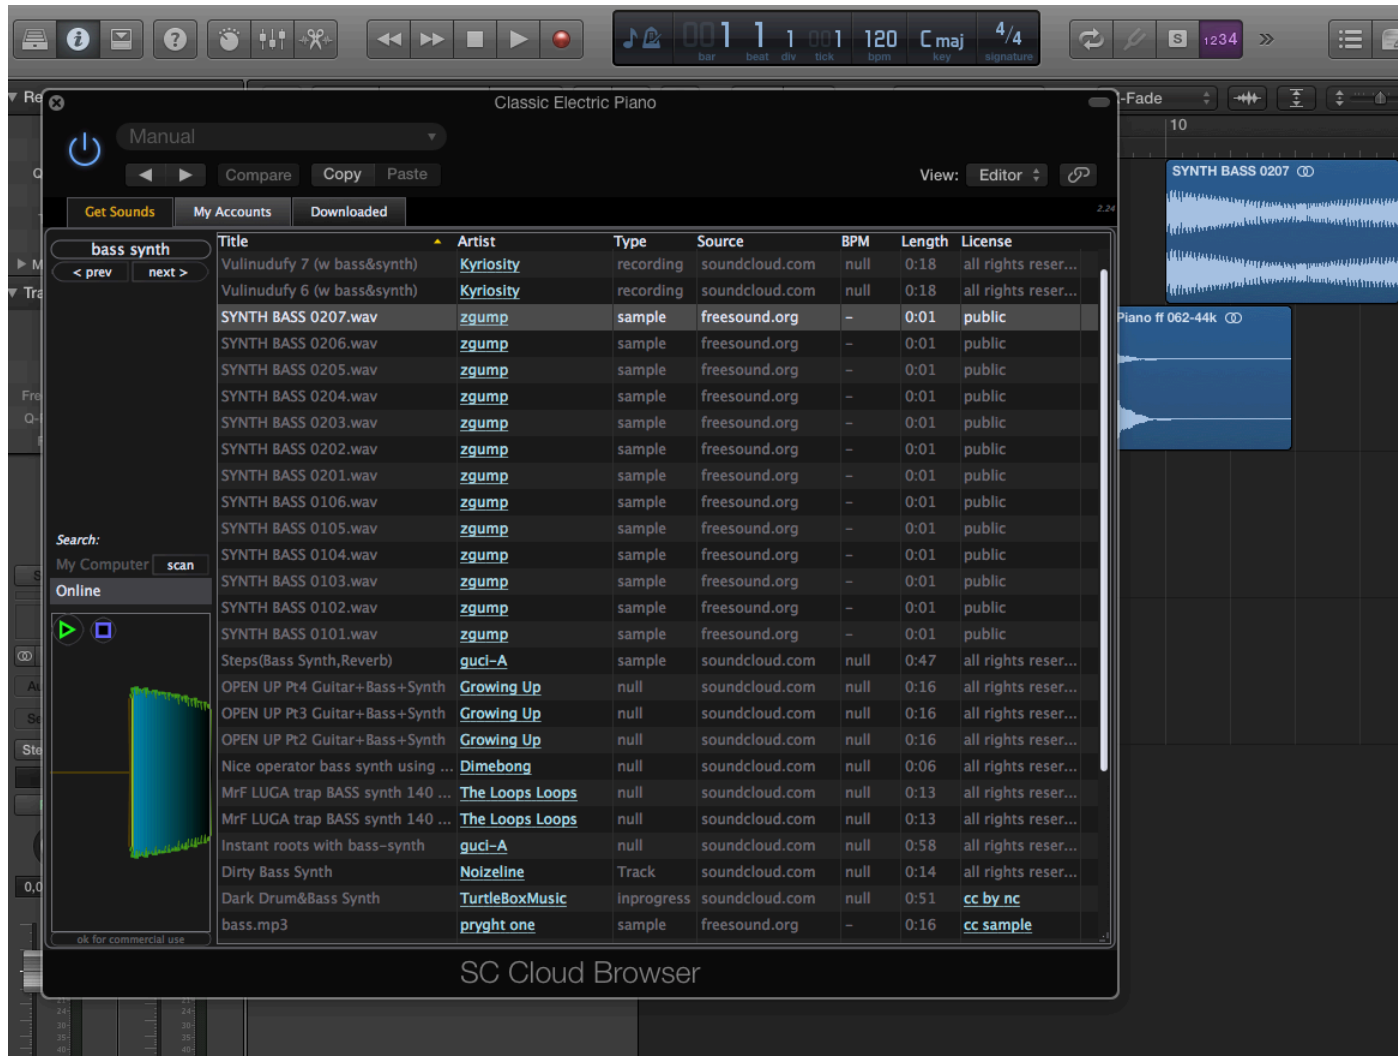 1 1 1 1 120 C maj 4/4
bar beat div tick bpm key signature
S 1234
Classic Electric Piano
-Fade
Manual
10
Compare Copy Paste
View: Editor
SYNTH BASS 0207
Get Sounds My Accounts Downloaded
2.24
bass synth
< prev next >
Title Artist Type Source BPM Length License
Vulinudufy 7 (w bass&synth) Kyriosity recording soundcloud.com null 0:18 all rights reser...
Vulinudufy 6 (w bass&synth) Kyriosity recording soundcloud.com null 0:18 all rights reser...
SYNTH BASS 0207.wav zgump sample freesound.org – 0:01 public
Piano ff 062-44k
SYNTH BASS 0206.wav zgump sample freesound.org – 0:01 public
SYNTH BASS 0205.wav zgump sample freesound.org – 0:01 public
SYNTH BASS 0204.wav zgump sample freesound.org – 0:01 public
SYNTH BASS 0203.wav zgump sample freesound.org – 0:01 public
SYNTH BASS 0202.wav zgump sample freesound.org – 0:01 public
SYNTH BASS 0201.wav zgump sample freesound.org – 0:01 public
SYNTH BASS 0106.wav zgump sample freesound.org – 0:01 public
SYNTH BASS 0105.wav zgump sample freesound.org – 0:01 public
SYNTH BASS 0104.wav zgump sample freesound.org – 0:01 public
SYNTH BASS 0103.wav zgump sample freesound.org – 0:01 public
SYNTH BASS 0102.wav zgump sample freesound.org – 0:01 public
SYNTH BASS 0101.wav zgump sample freesound.org – 0:01 public
Steps(Bass Synth,Reverb) guci-A sample soundcloud.com null 0:47 all rights reser...
OPEN UP Pt4 Guitar+Bass+Synth Growing Up null soundcloud.com null 0:16 all rights reser...
OPEN UP Pt3 Guitar+Bass+Synth Growing Up null soundcloud.com null 0:16 all rights reser...
OPEN UP Pt2 Guitar+Bass+Synth Growing Up null soundcloud.com null 0:16 all rights reser...
Nice operator bass synth using ... Dimebong null soundcloud.com null 0:06 all rights reser...
MrF LUGA trap BASS synth 140 ... The Loops Loops null soundcloud.com null 0:13 all rights reser...
MrF LUGA trap BASS synth 140 ... The Loops Loops null soundcloud.com null 0:13 all rights reser...
Instant roots with bass-synth guci-A null soundcloud.com null 0:58 all rights reser...
Dirty Bass Synth Noizeline Track soundcloud.com null 0:14 all rights reser...
Dark Drum&Bass Synth TurtleBoxMusic inprogress soundcloud.com null 0:51 cc by nc
bass.mp3 pryght one sample freesound.org – 0:16 cc sample
Search:
My Computer scan
Online
ok for commercial use
SC Cloud Browser
Re
Tra
Fre
Ste
0,0
24- 24-
30- 30-
35- 35-
40- 40-